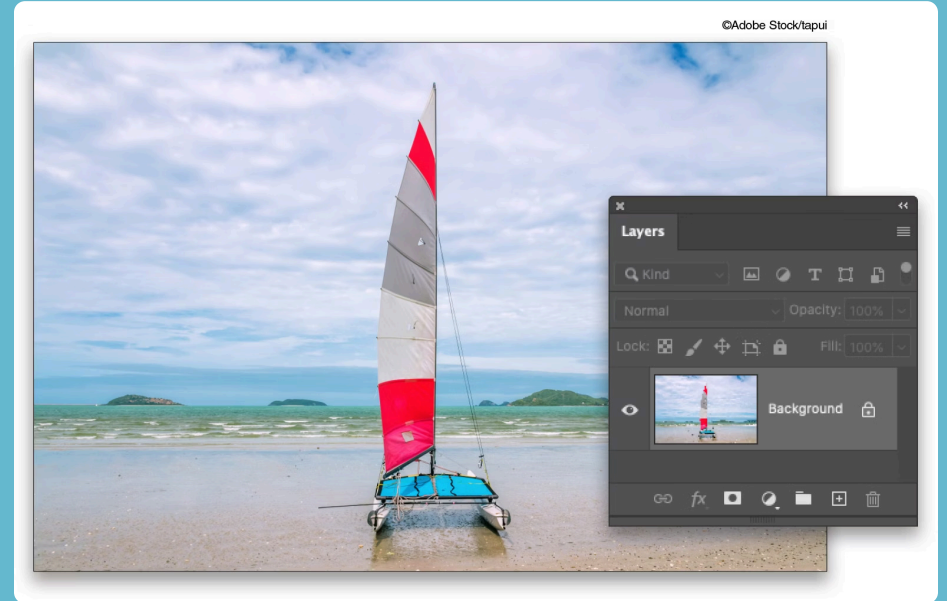 ©Adobe Stock/tapui
Layers
Kind
Normal
Opacity: 100%
Lock:
Fill: 100%
Background
fx